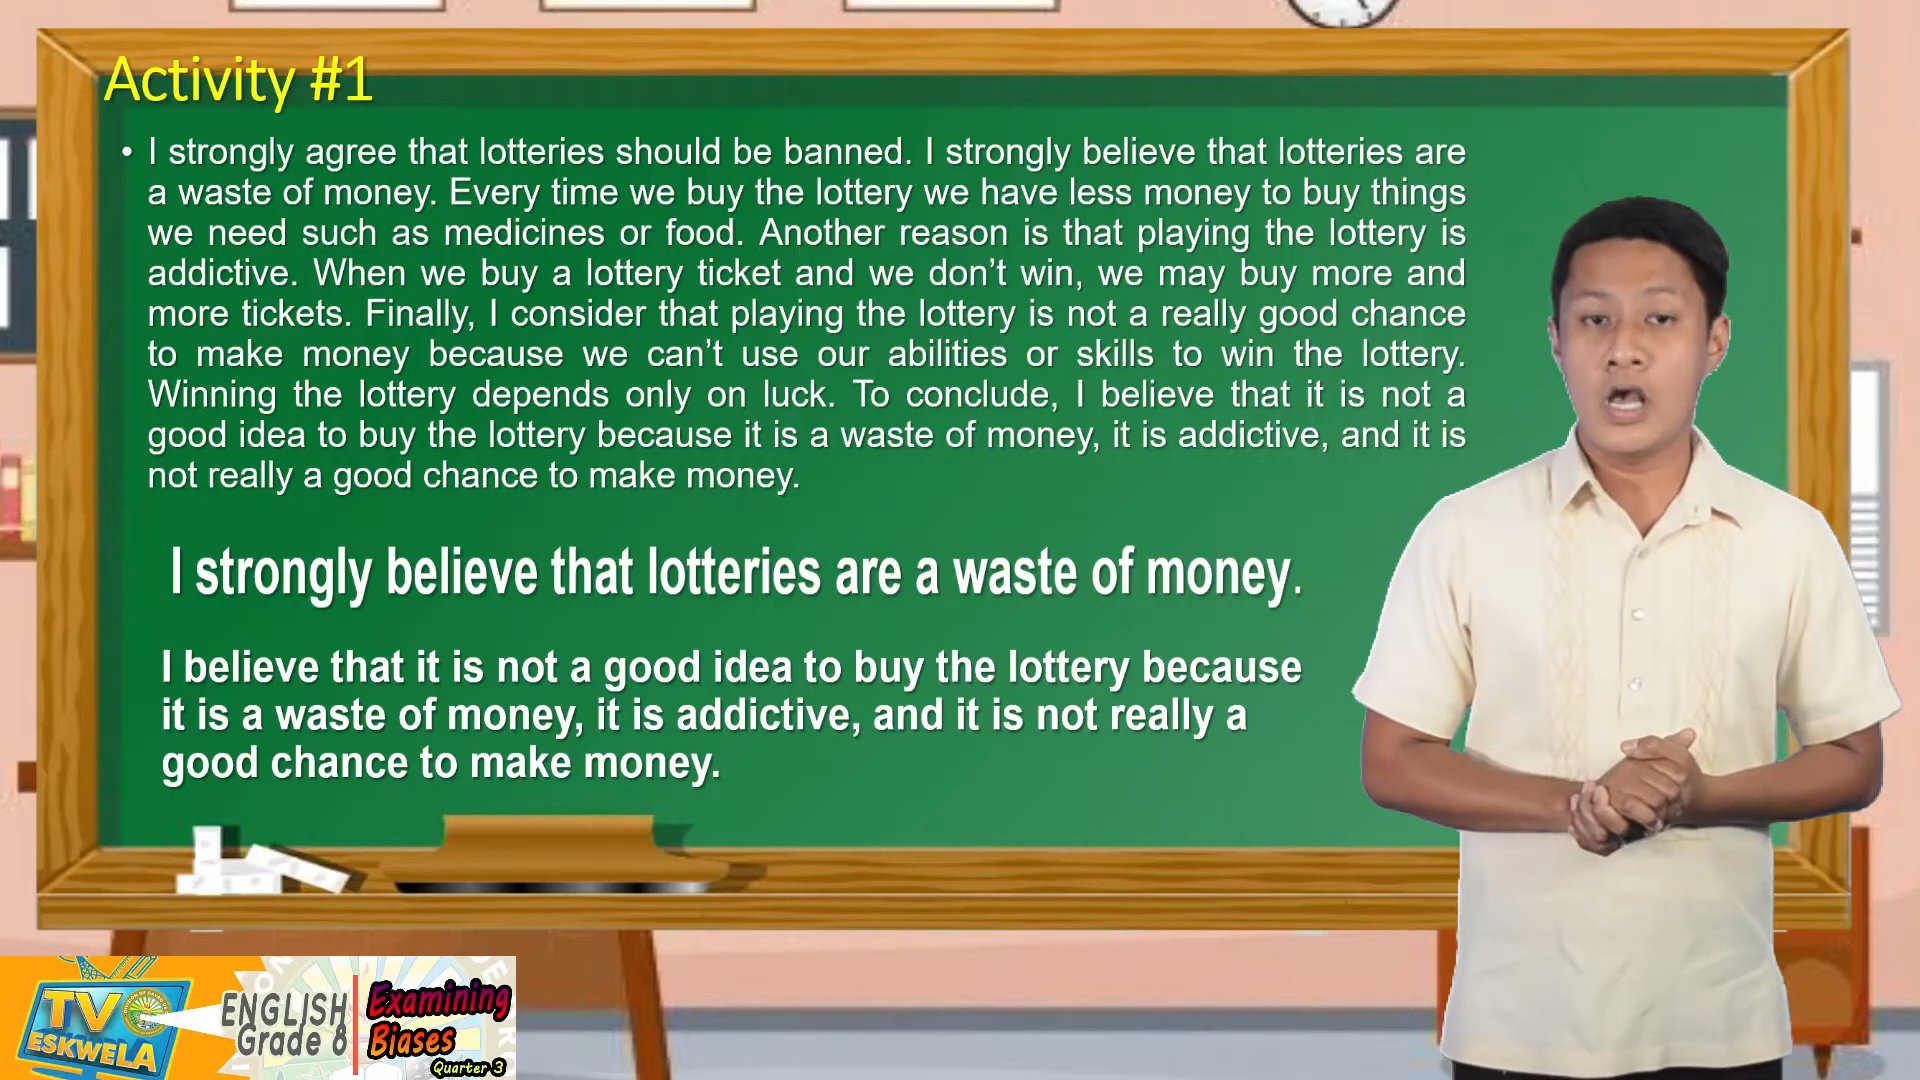 Activity #1
• I strongly agree that lotteries should be banned. I strongly believe that lotteries are
a waste of money. Every time we buy the lottery we have less money to buy things
we need such as medicines or food. Another reason is that playing the lottery is
addictive. When we buy a lottery ticket and we don’t win, we may buy more and
more tickets. Finally, I consider that playing the lottery is not a really good chance
to make money because we can’t use our abilities or skills to win the lottery.
Winning the lottery depends only on luck. To conclude, I believe that it is not a
good idea to buy the lottery because it is a waste of money, it is addictive, and it is
not really a good chance to make money.
I strongly believe that lotteries are a waste of money.
I believe that it is not a good idea to buy the lottery because
it is a waste of money, it is addictive, and it is not really a
good chance to make money.
TV
ESKWELA
ENGLISH
Grade 8
Examining
Biases
Quarter 3